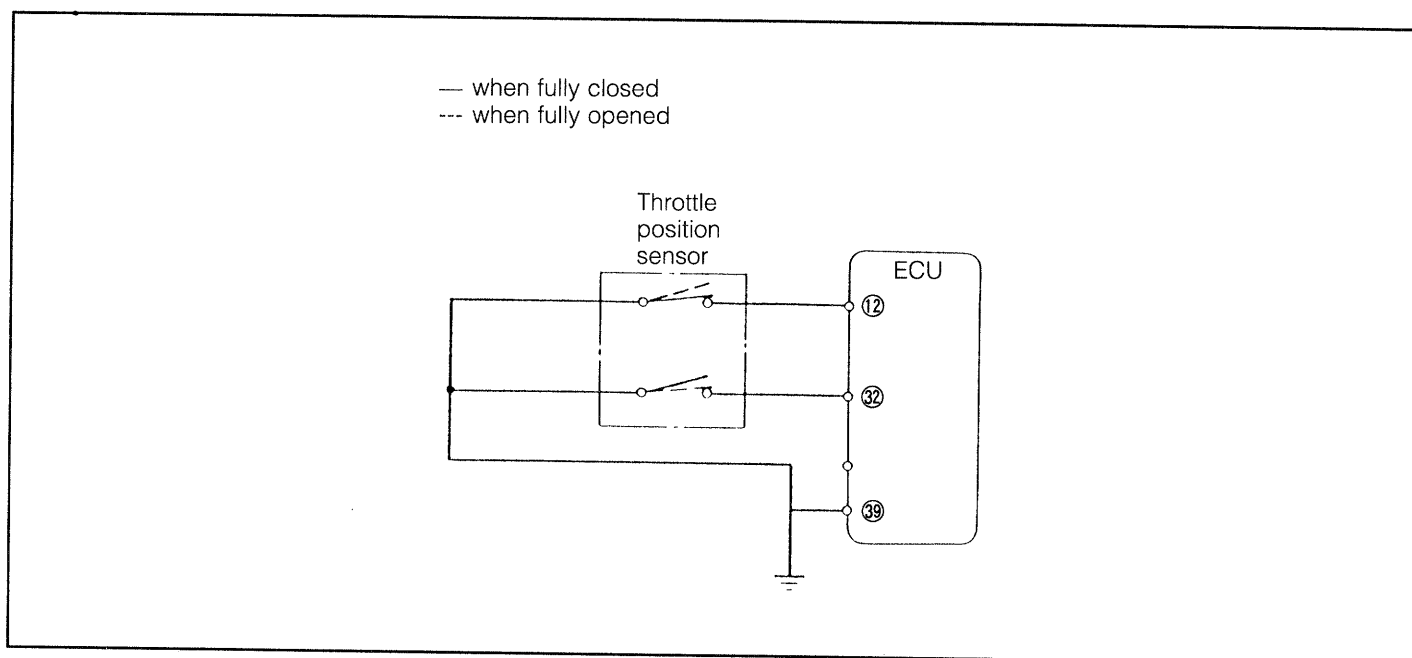 — when fully closed
--- when fully opened
Throttle
position
sensor
ECU
⑫
㉜
㊴